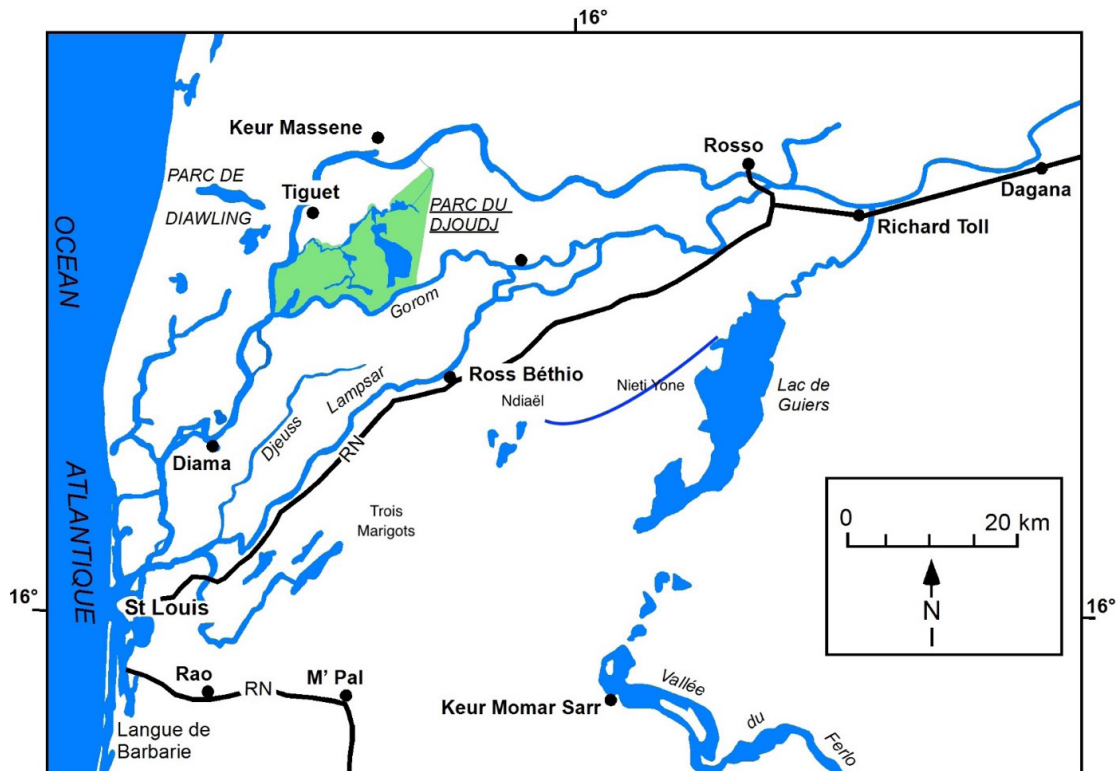 16°
Keur Massene
Rosso
PARC DE
DIAWLING
Tiguet
PARC DU
DJOUDJ
Dagana
Richard Toll
OCEAN
ATLANTIQUE
Gorom
Ross Béthio
Nieti Yone
Ndiaël
Lac de
Guiers
Lampsar
Djeuss
RN
Diama
Trois
Marigots
0 20 km
N
16°
St Louis
16°
Rao
RN
M' Pal
Keur Momar Sarr
Vallée
du
Ferlo
Langue de
Barbarie